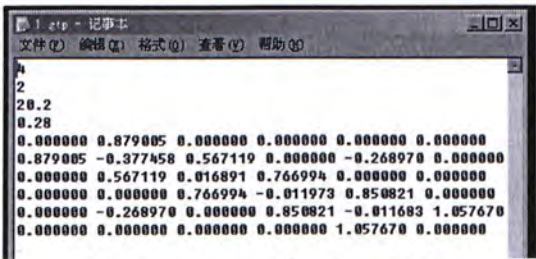 1.gtp - 记事本
文件(F) 编辑(E) 格式(O) 查看(V) 帮助(H)
4
2
20.2
0.28
0.000000 0.879005 0.000000 0.000000 0.000000 0.000000
0.879005 -0.377458 0.567119 0.000000 -0.268970 0.000000
0.000000 0.567119 0.016891 0.766994 0.000000 0.000000
0.000000 0.000000 0.766994 -0.011973 0.850821 0.000000
0.000000 -0.268970 0.000000 0.850821 -0.011683 1.057670
0.000000 0.000000 0.000000 0.000000 1.057670 0.000000